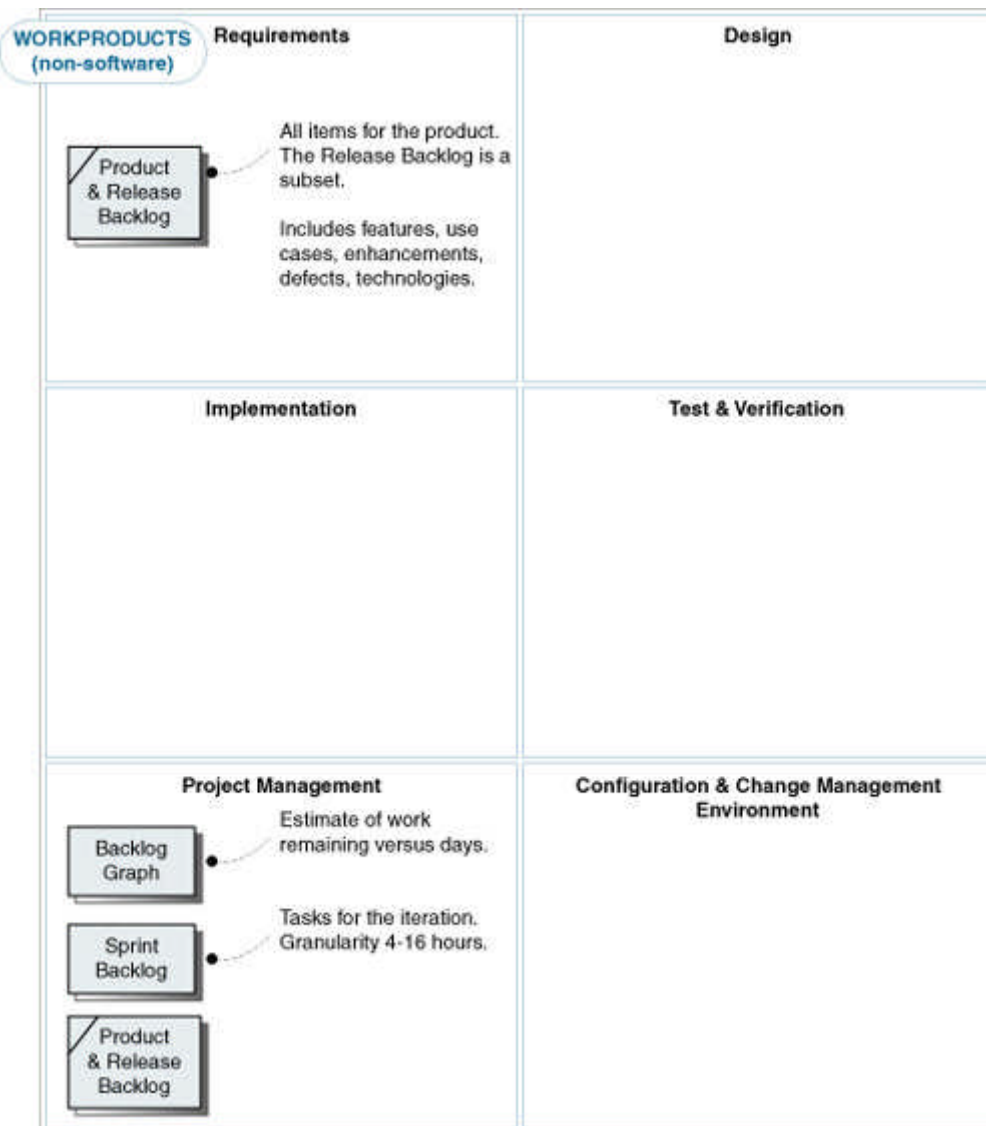 WORKPRODUCTS
(non-software)
Requirements
Design
Product
& Release
Backlog
All items for the product.
The Release Backlog is a
subset.
Includes features, use
cases, enhancements,
defects, technologies.
Implementation
Test & Verification
Project Management
Configuration & Change Management
Environment
Backlog
Graph
Estimate of work
remaining versus days.
Sprint
Backlog
Tasks for the iteration.
Granularity 4-16 hours.
Product
& Release
Backlog